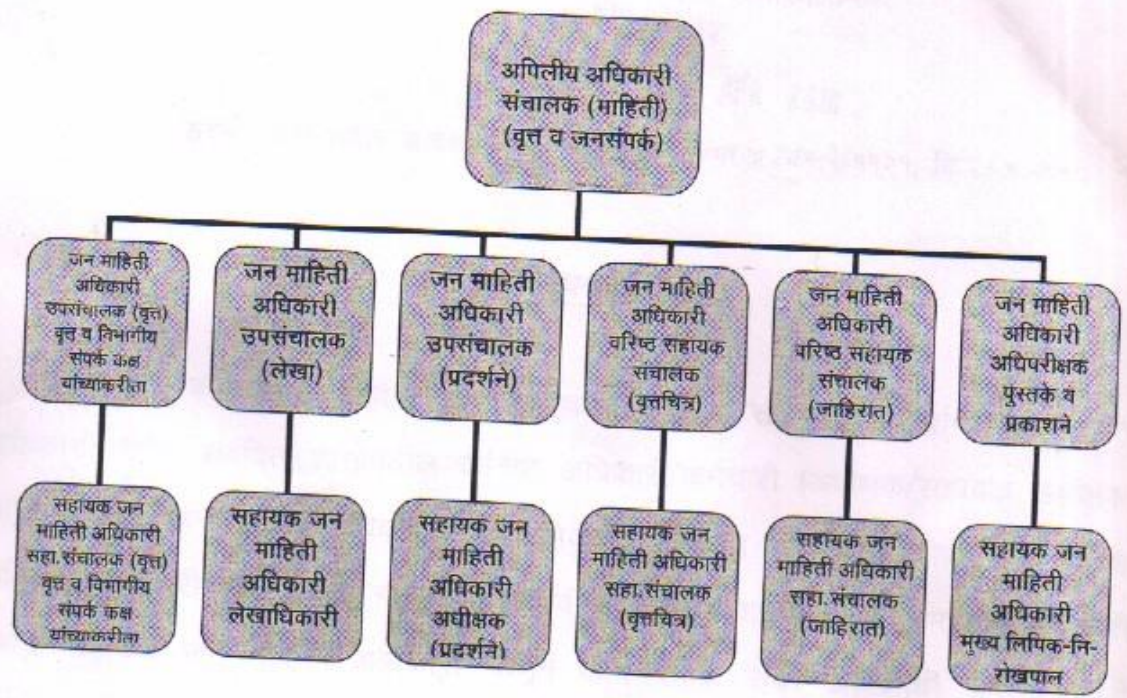 अपिलीय अधिकारी
संचालक (माहिती)
(वृत्त व जनसंपर्क)
जन माहिती
अधिकारी
उपसंचालक (वृत्त)
वृत्त व विभागीय
संपर्क कक्ष
यांच्याकरीता
जन माहिती
अधिकारी
उपसंचालक
(लेखा)
जन माहिती
अधिकारी
उपसंचालक
(प्रदर्शने)
जन माहिती
अधिकारी
वरिष्ठ सहायक
संचालक
(वृत्तचित्र)
जन माहिती
अधिकारी
वरिष्ठ सहायक
संचालक
(जाहिरात)
जन माहिती
अधिकारी
अधिपरीक्षक
पुस्तके व
प्रकाशने
सहायक जन
माहिती अधिकारी
सहा.संचालक (वृत्त)
वृत्त व विभागीय
संपर्क कक्ष
यांच्याकरीता
सहायक जन
माहिती
अधिकारी
लेखाधिकारी
सहायक जन
माहिती
अधिकारी
अधीक्षक
(प्रदर्शने)
सहायक जन
माहिती अधिकारी
सहा.संचालक
(वृत्तचित्र)
सहायक जन
माहिती अधिकारी
सहा.संचालक
(जाहिरात)
सहायक जन
माहिती
अधिकारी
मुख्य लिपिक-नि-
रोखपाल